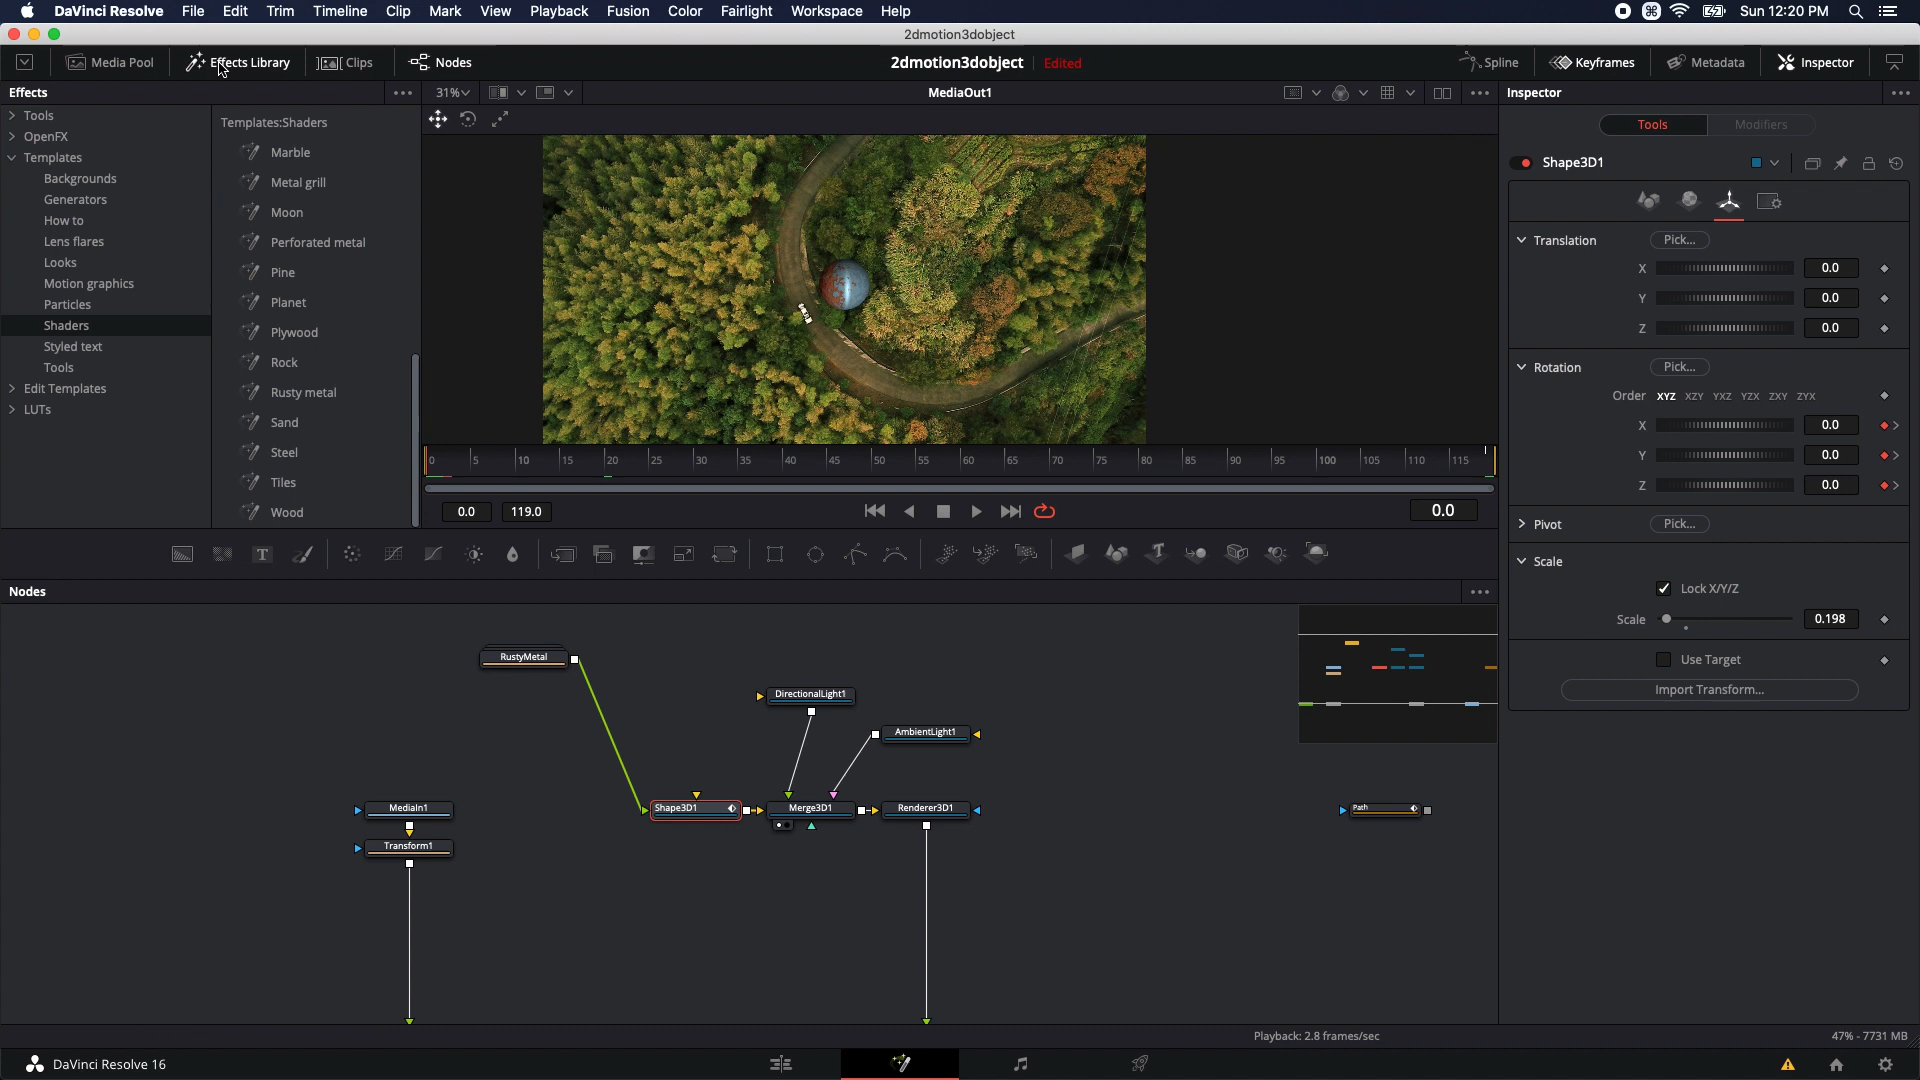 DaVinci Resolve File Edit Trim Timeline Clip Mark View Playback Fusion Color Fairlight Workspace Help Sun 12:20 PM
2dmotion3dobject
Media Pool Effects Library Clips Nodes 2dmotion3dobject Edited Spline Keyframes Metadata Inspector
Effects 31% MediaOut1 Inspector
Tools
OpenFX
Templates
Backgrounds
Generators
How to
Lens flares
Looks
Motion graphics
Particles
Shaders
Styled text
Tools
Edit Templates
LUTs
Templates:Shaders
Marble
Metal grill
Moon
Perforated metal
Pine
Planet
Plywood
Rock
Rusty metal
Sand
Steel
Tiles
Wood
0 5 10 15 20 25 30 35 40 45 50 55 60 65 70 75 80 85 90 95 100 105 110 115
0.0 119.0 0.0
Tools Modifiers
Shape3D1
Translation Pick...
X 0.0
Y 0.0
Z 0.0
Rotation Pick...
Order XYZ XZY YXZ YZX ZXY ZYX
X 0.0
Y 0.0
Z 0.0
Pivot Pick...
Scale
Lock X/Y/Z
Scale 0.198
Use Target
Import Transform...
Nodes
RustyMetal
DirectionalLight1
AmbientLight1
MediaIn1 Shape3D1 Merge3D1 Renderer3D1 Path
Transform1
Playback: 2.8 frames/sec 47% - 7731 MB
DaVinci Resolve 16